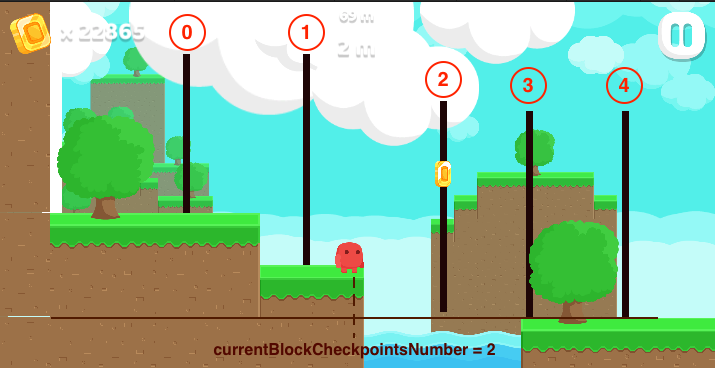 x 22865
69 m
2 m
0
1
2
3
4
currentBlockCheckpointsNumber = 2